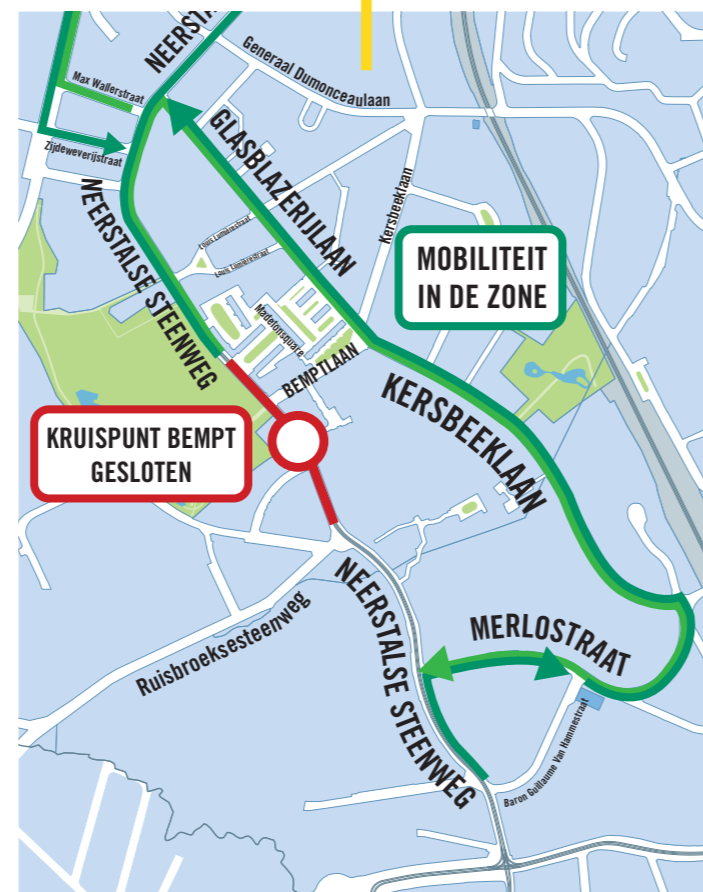 NEERSTA
Generaal Dumonceaulaan
Max Wallerstraat
GLASBLAZERIJLAAN
Zijdeweverijstraat
NEERSTALSE STEENWEG
Kersbeeklaan
Louis Lumièrestraat
Louis Lumièrestraat
MOBILITEIT
IN DE ZONE
Madelonsquare
BEMPTLAAN
KERSBEEKLAAN
KRUISPUNT BEMPT
GESLOTEN
NEERSTALSE STEENWEG
MERLOSTRAAT
Ruisbroeksesteenweg
Baron Guillaume Van Hammestraat